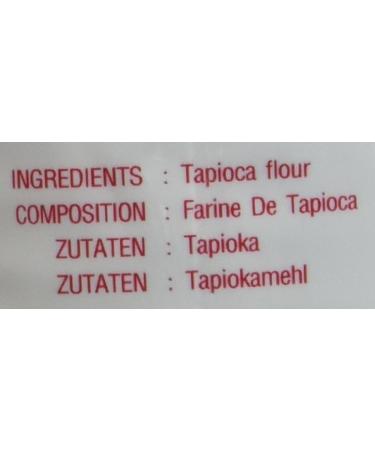 INGREDIENTS : Tapioca flour
COMPOSITION : Farine De Tapioca
ZUTATEN : Tapioka
ZUTATEN : Tapiokamehl